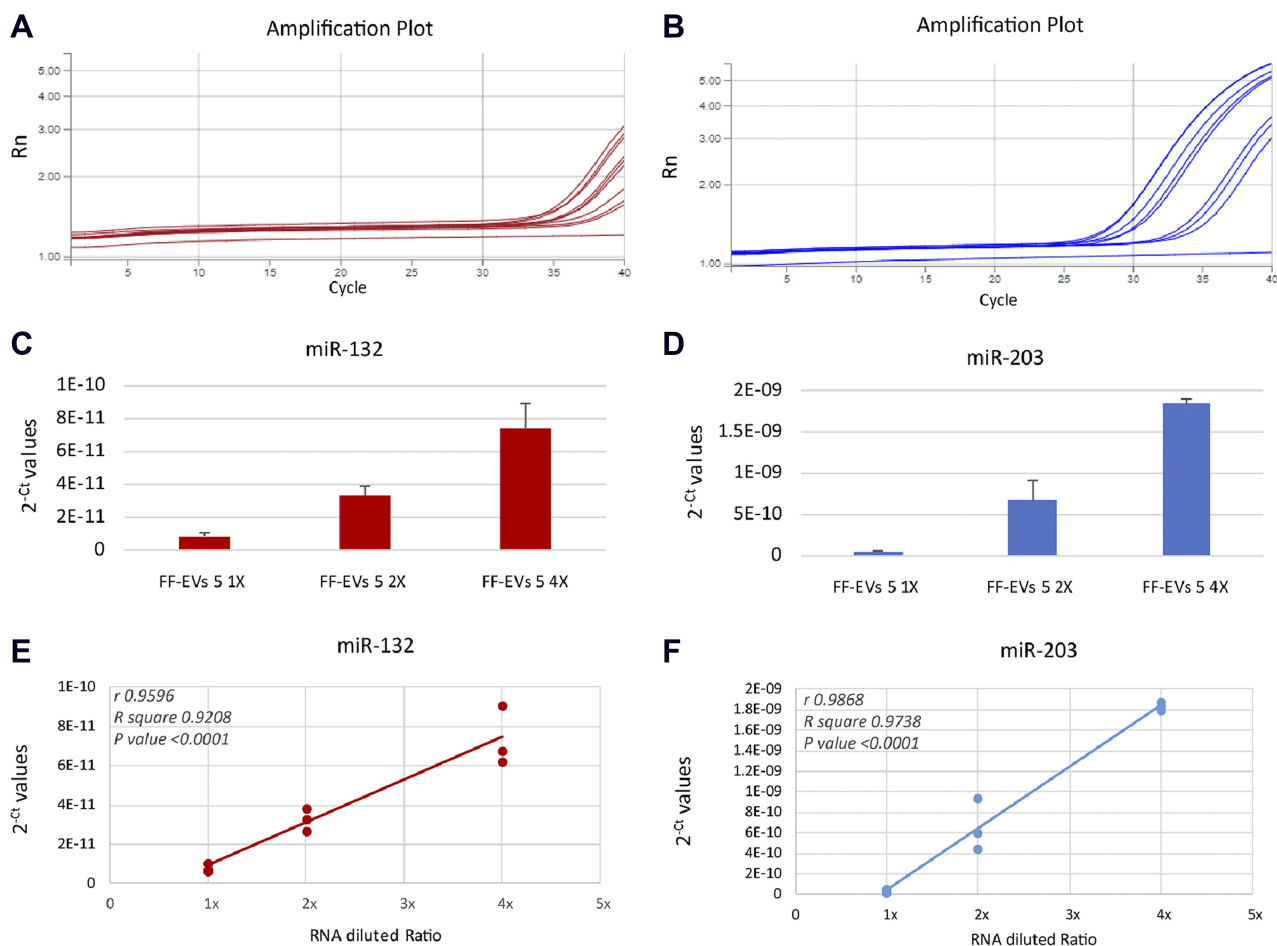 A
Amplification Plot
5.00
4.00
3.00
2.00
1.00
Rn
5
10
15
20
25
30
35
40
Cycle
B
Amplification Plot
5.00
4.00
3.00
2.00
1.00
Rn
5
10
15
20
25
30
35
40
Cycle
C
miR-132
1E-10
8E-11
6E-11
4E-11
2E-11
0
2-Ct values
FF-EVs 5 1X
FF-EVs 5 2X
FF-EVs 5 4X
D
miR-203
2E-09
1.5E-09
1E-09
5E-10
0
2-Ct values
FF-EVs 5 1X
FF-EVs 5 2X
FF-EVs 5 4X
E
miR-132
r 0.9596
R square 0.9208
P value <0.0001
1E-10
8E-11
6E-11
4E-11
2E-11
0
2-Ct values
0
1x
2x
3x
4x
5x
RNA diluted Ratio
F
miR-203
r 0.9868
R square 0.9738
P value <0.0001
2E-09
1.8E-09
1.6E-09
1.4E-09
1.2E-09
1E-09
8E-10
6E-10
4E-10
2E-10
0
2-Ct values
0
1x
2x
3x
4x
5x
RNA diluted Ratio